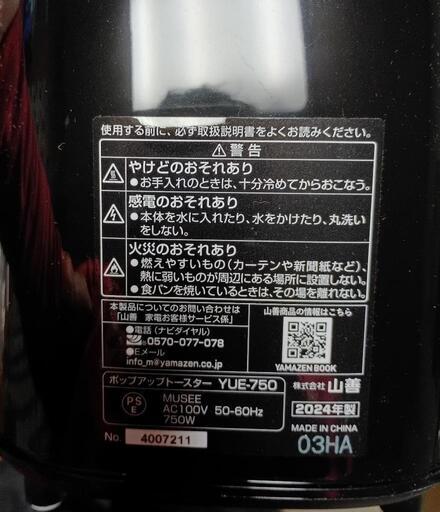 使用する前に、必ず取扱説明書をよくお読みください。
⚠警告
やけどのおそれあり
●お手入れのときは、十分冷めてからおこなう。
感電のおそれあり
●本体を水に入れたり、水をかけたり、丸洗い
をしない。
火災のおそれあり
●燃えやすいもの(カーテンや新聞紙など)、
熱に弱いものが周辺にある場所に設置しない。
●食パンを焼いているときは、その場を離れない。
本製品についてのお問い合わせは
「山善 家電お客様サービス係」
●電話(ナビダイヤル)
0570-077-078
●Eメール
info_m@yamazen.co.jp
山善商品の情報はこちら
YAMAZEN BOOK
ポップアップトースター YUE-750
PS
E
MUSEE
AC100V 50-60Hz
750W
No. 4007211
株式会社 山善
2024年製
MADE IN CHINA
03HA